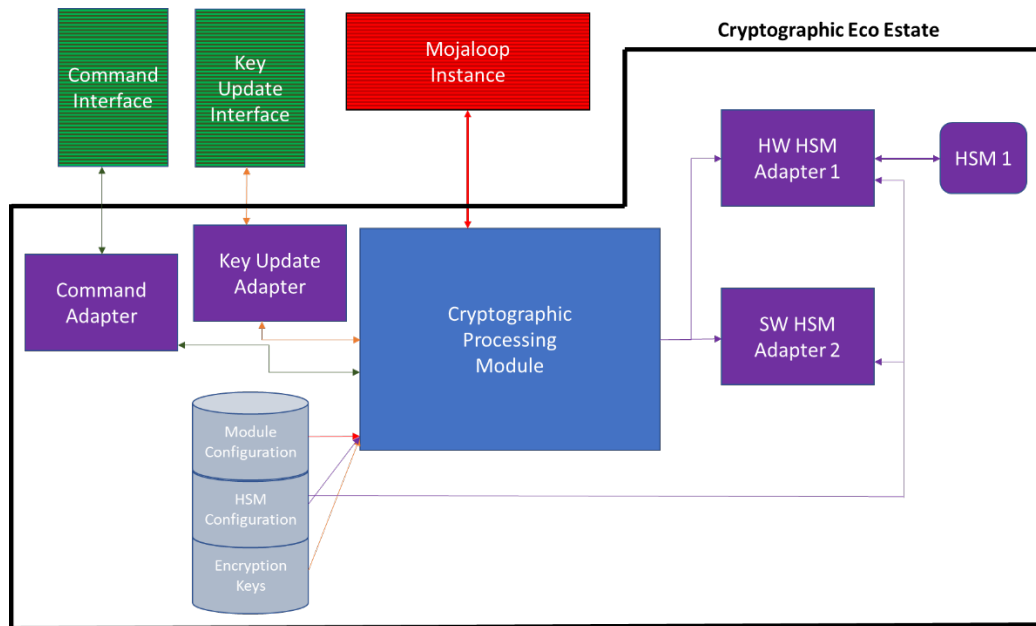 Cryptographic Eco Estate
Command
Interface
Key
Update
Interface
Mojaloop
Instance
HW HSM
Adapter 1
HSM 1
Command
Adapter
Key Update
Adapter
Cryptographic
Processing
Module
SW HSM
Adapter 2
Module
Configuration
HSM
Configuration
Encryption
Keys